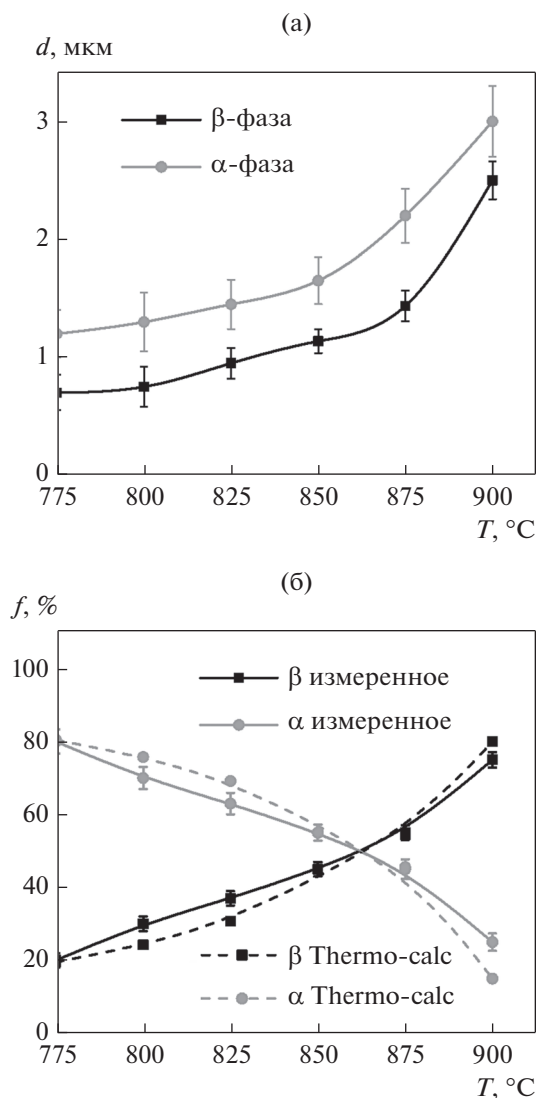 (а)
d, мкм
β-фаза
α-фаза
3
2
1
0
775 800 825 850 875 900
T, °C
(б)
f, %
β измеренное
α измеренное
100
80
60
40
20
0
β Thermo-calc
α Thermo-calc
775 800 825 850 875 900
T, °C